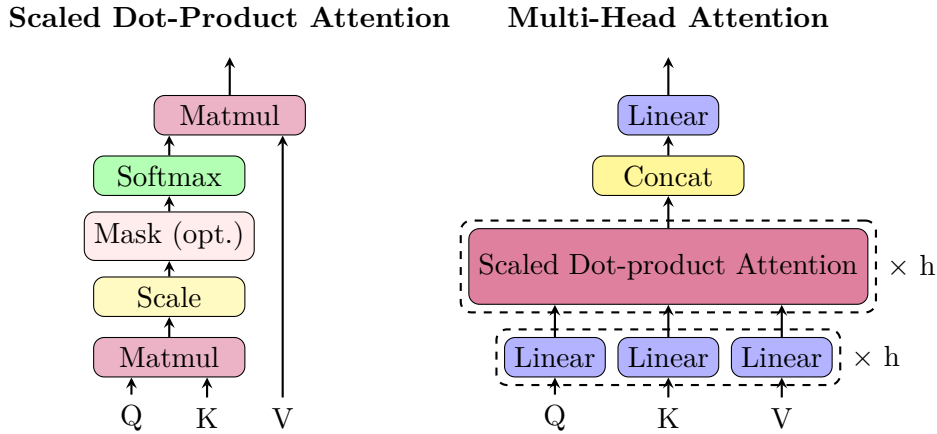 Scaled Dot-Product Attention
Matmul
Softmax
Mask (opt.)
Scale
Matmul
Q K V
Multi-Head Attention
Linear
Concat
Scaled Dot-product Attention × h
Linear Linear Linear × h
Q K V